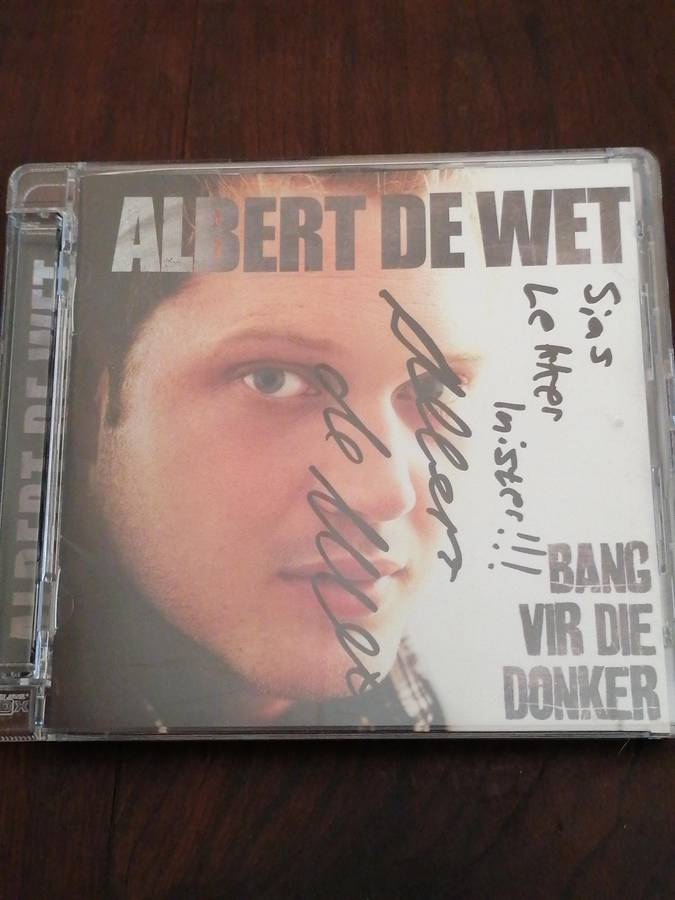 ALBERT DE WET
ALBERT DE WET
Sias
Lekker
luister!!!
Albert
de Wet
BANG
VIR DIE
DONKER